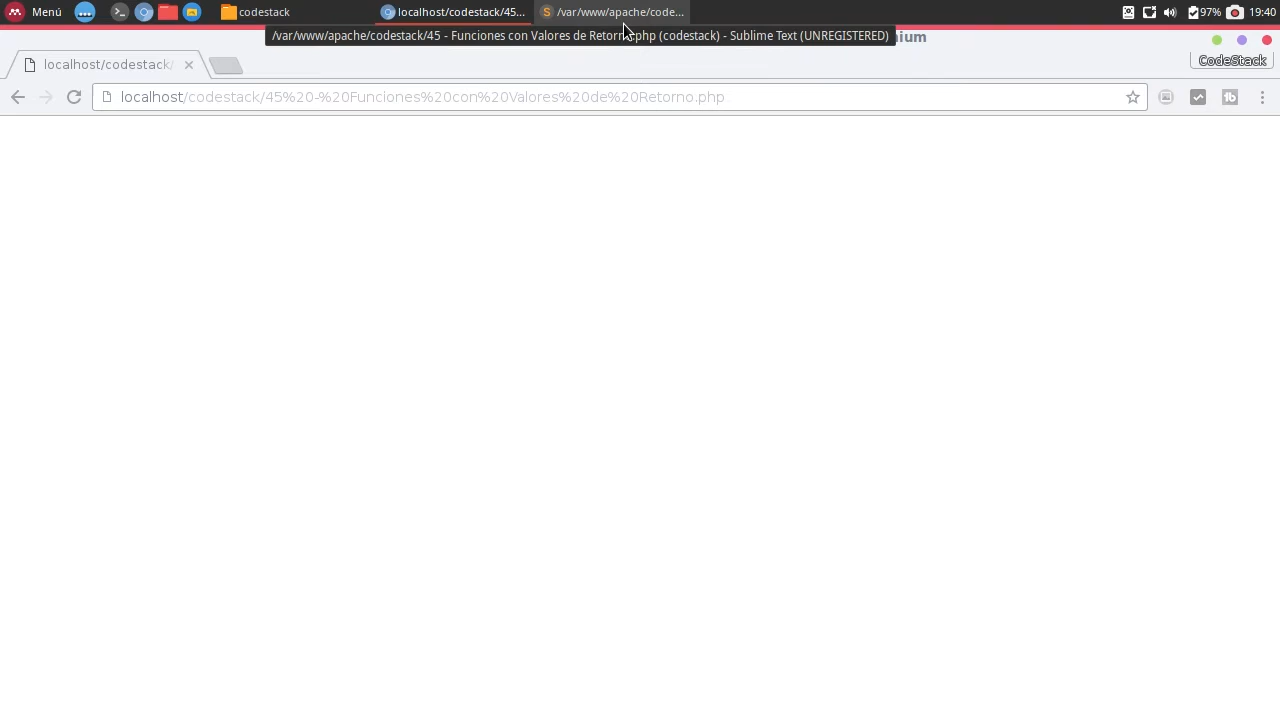 Menú
codestack
localhost/codestack/45...
/var/www/apache/code...
97%
19:40
/var/www/apache/codestack/45 - Funciones con Valores de Retorno.php (codestack) - Sublime Text (UNREGISTERED)
nium
localhost/codestack/
CodeStack
localhost/codestack/45%20-%20Funciones%20con%20Valores%20de%20Retorno.php